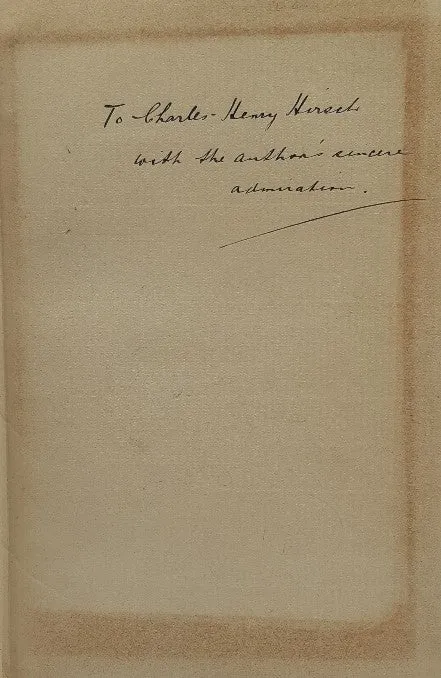 To Charles-Henry Hirsch
with the author's sincere
admiration.